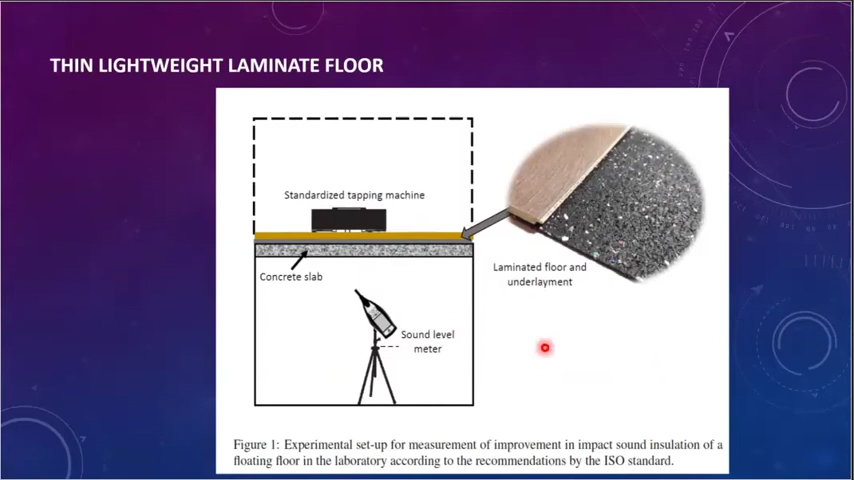 THIN LIGHTWEIGHT LAMINATE FLOOR
Standardized tapping machine
Concrete slab
Laminated floor and
underlayment
Sound level
meter
Figure 1: Experimental set-up for measurement of improvement in impact sound insulation of a
floating floor in the laboratory according to the recommendations by the ISO standard.